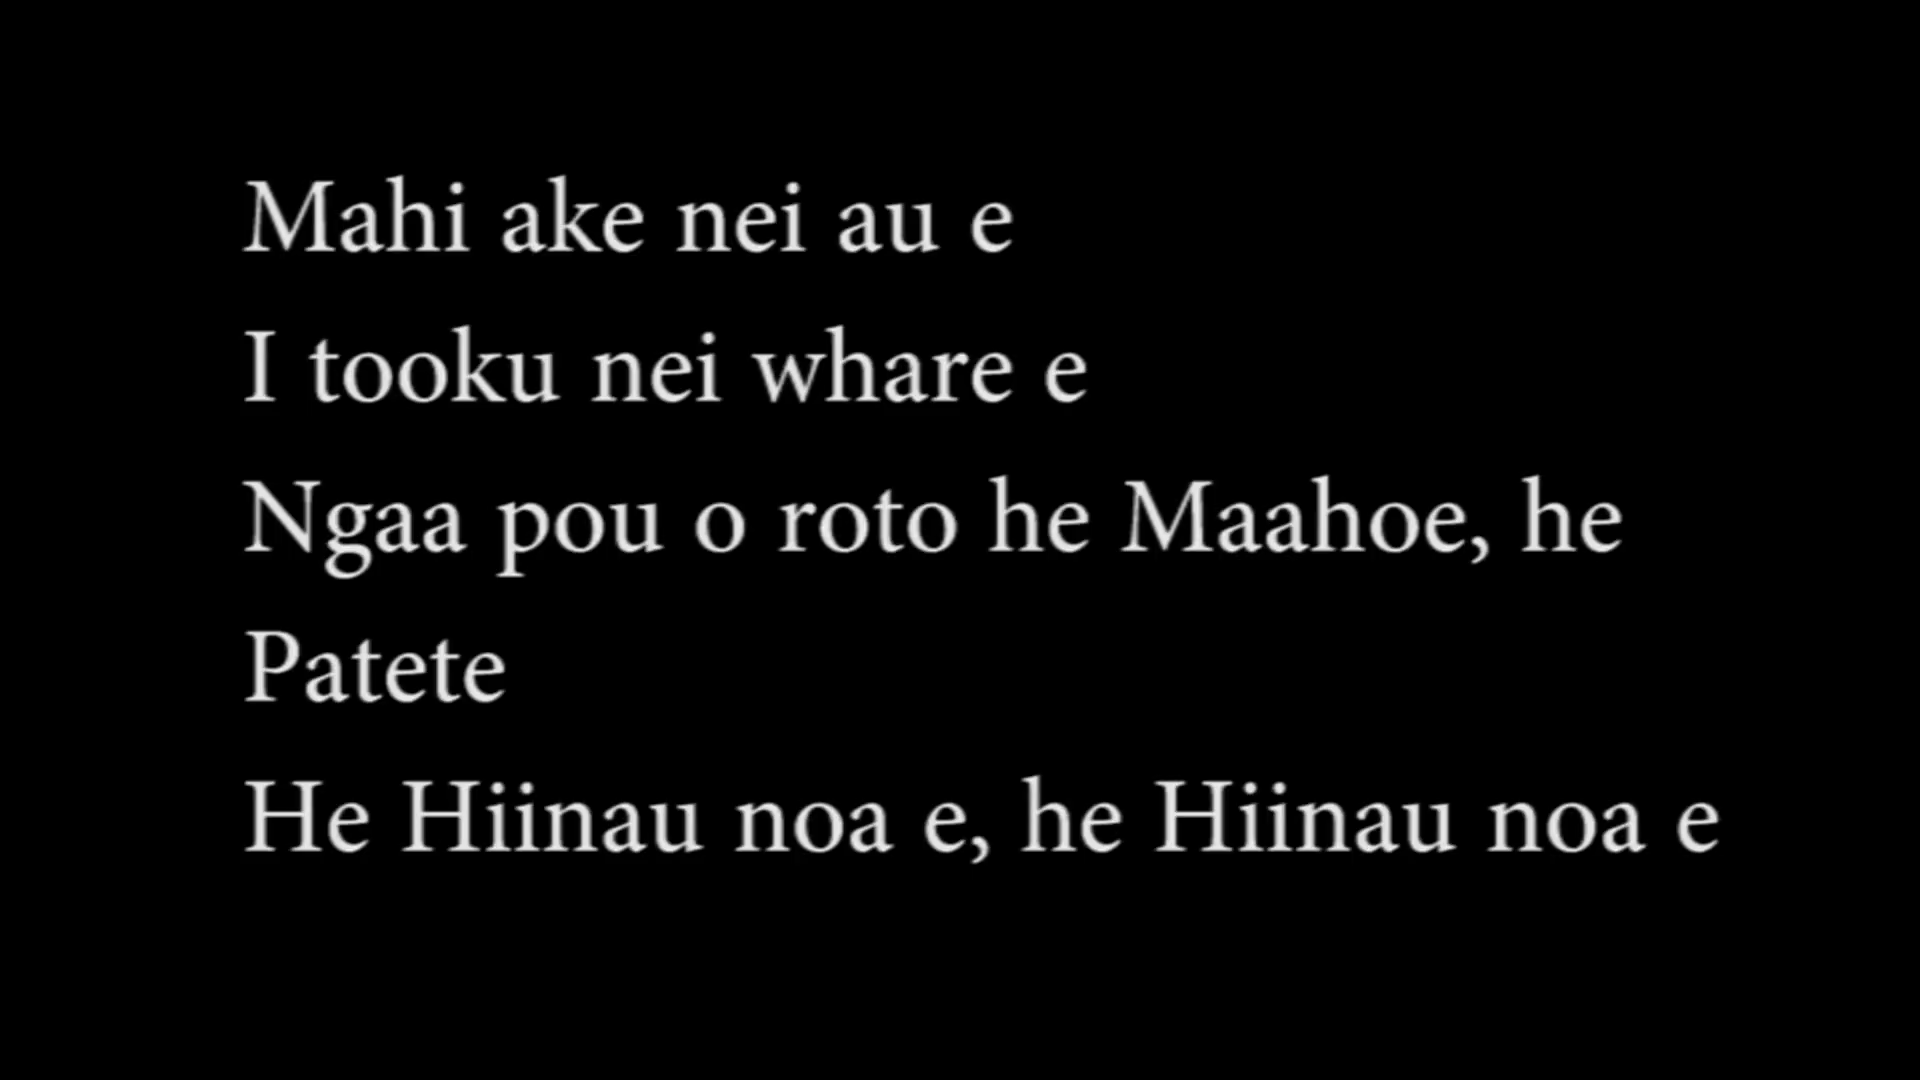 Mahi ake nei au e
I tooku nei whare e
Ngaa pou o roto he Maahoe, he
Patete
He Hiinau noa e, he Hiinau noa e